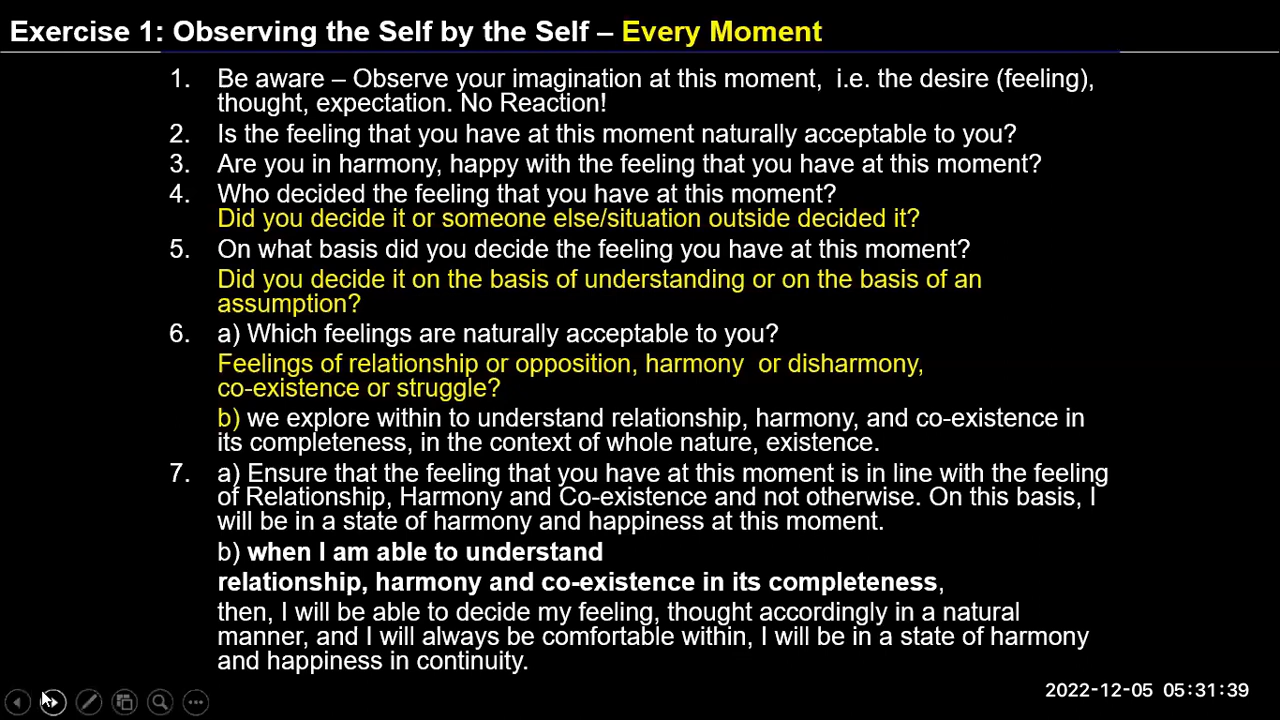 Exercise 1: Observing the Self by the Self – Every Moment
1. Be aware – Observe your imagination at this moment, i.e. the desire (feeling),
thought, expectation. No Reaction!
2. Is the feeling that you have at this moment naturally acceptable to you?
3. Are you in harmony, happy with the feeling that you have at this moment?
4. Who decided the feeling that you have at this moment?
Did you decide it or someone else/situation outside decided it?
5. On what basis did you decide the feeling you have at this moment?
Did you decide it on the basis of understanding or on the basis of an
assumption?
6. a) Which feelings are naturally acceptable to you?
Feelings of relationship or opposition, harmony or disharmony,
co-existence or struggle?
b) we explore within to understand relationship, harmony, and co-existence in
its completeness, in the context of whole nature, existence.
7. a) Ensure that the feeling that you have at this moment is in line with the feeling
of Relationship, Harmony and Co-existence and not otherwise. On this basis, I
will be in a state of harmony and happiness at this moment.
b) when I am able to understand
relationship, harmony and co-existence in its completeness,
then, I will be able to decide my feeling, thought accordingly in a natural
manner, and I will always be comfortable within, I will be in a state of harmony
and happiness in continuity.
2022-12-05 05:31:39